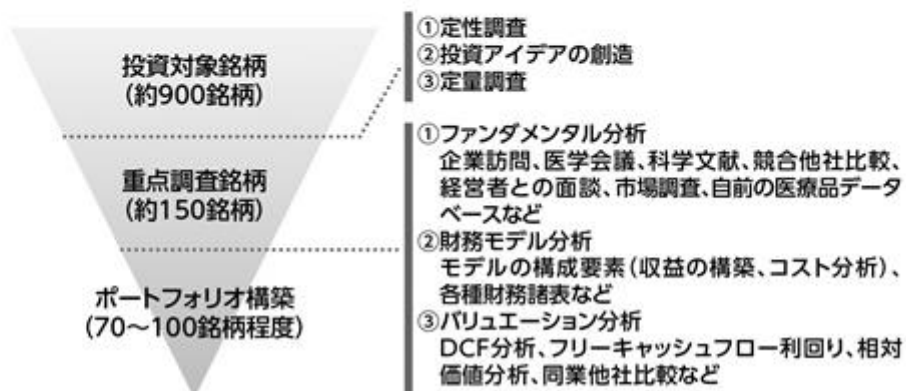 投資対象銘柄
(約900銘柄)
重点調査銘柄
(約150銘柄)
ポートフォリオ構築
(70〜100銘柄程度)
①定性調査
②投資アイデアの創造
③定量調査
①ファンダメンタル分析
企業訪問、医学会議、科学文献、競合他社比較、
経営者との面談、市場調査、自前の医療品データ
ベースなど
②財務モデル分析
モデルの構成要素(収益の構築、コスト分析)、
各種財務諸表など
③バリュエーション分析
DCF分析、フリーキャッシュフロー利回り、相対
価値分析、同業他社比較など